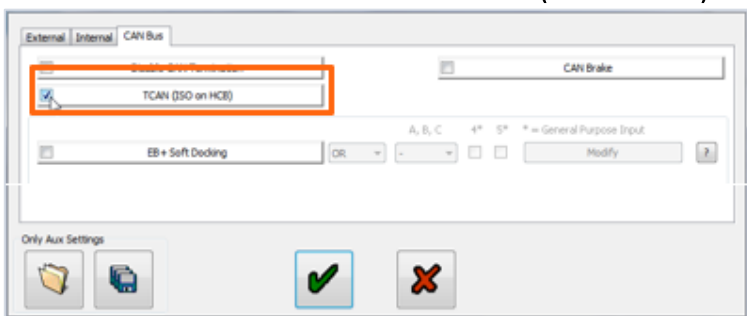 External Internal CAN Bus
CAN Brake
TCAN (ISO on HCB)
A, B, C 4* 5* * = General Purpose Input
EB+ Soft Docking OR - Modify ?
Only Aux Settings